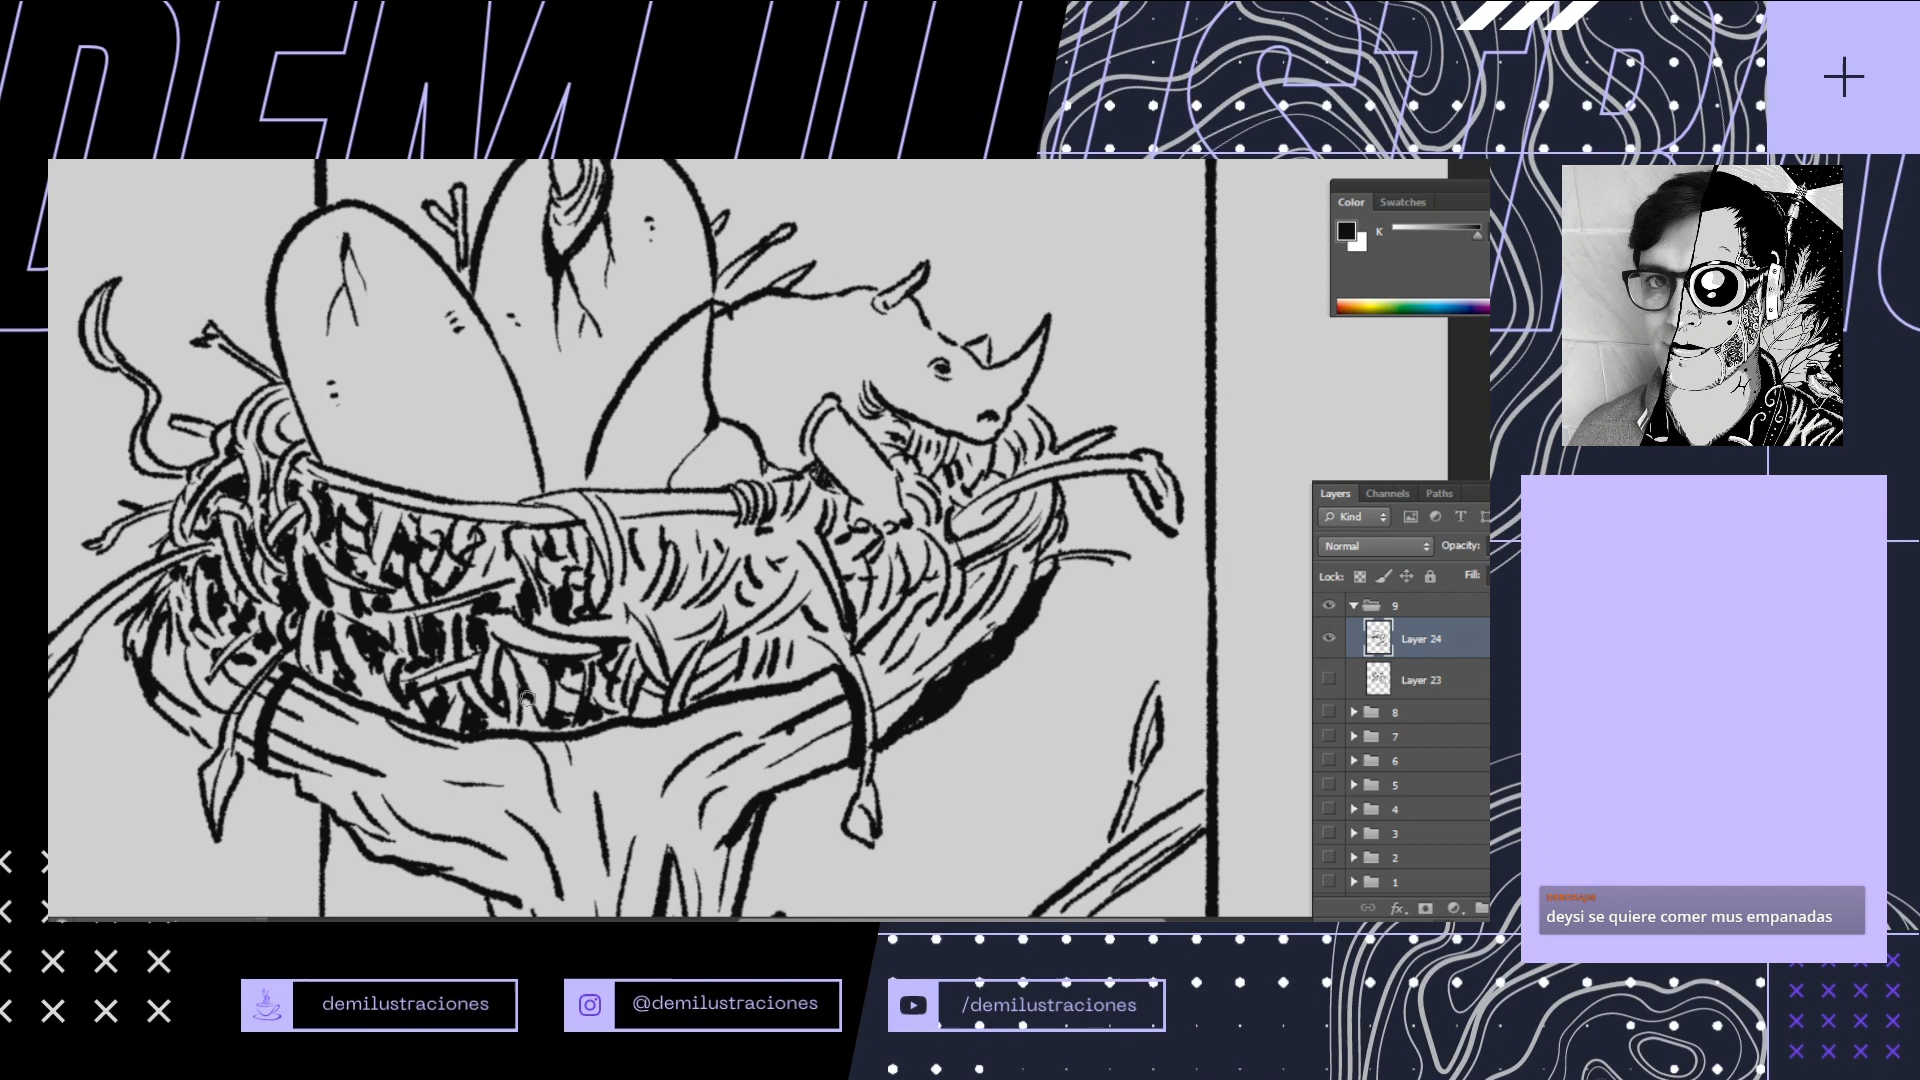 Color
Swatches
K
Layers
Channels
Paths
Kind
Normal
Opacity:
Lock:
Fill:
9
Layer 24
Layer 23
8
7
6
5
4
3
2
1
fx
deysi se quiere comer mus empanadas
demilustraciones
@demilustraciones
/demilustraciones